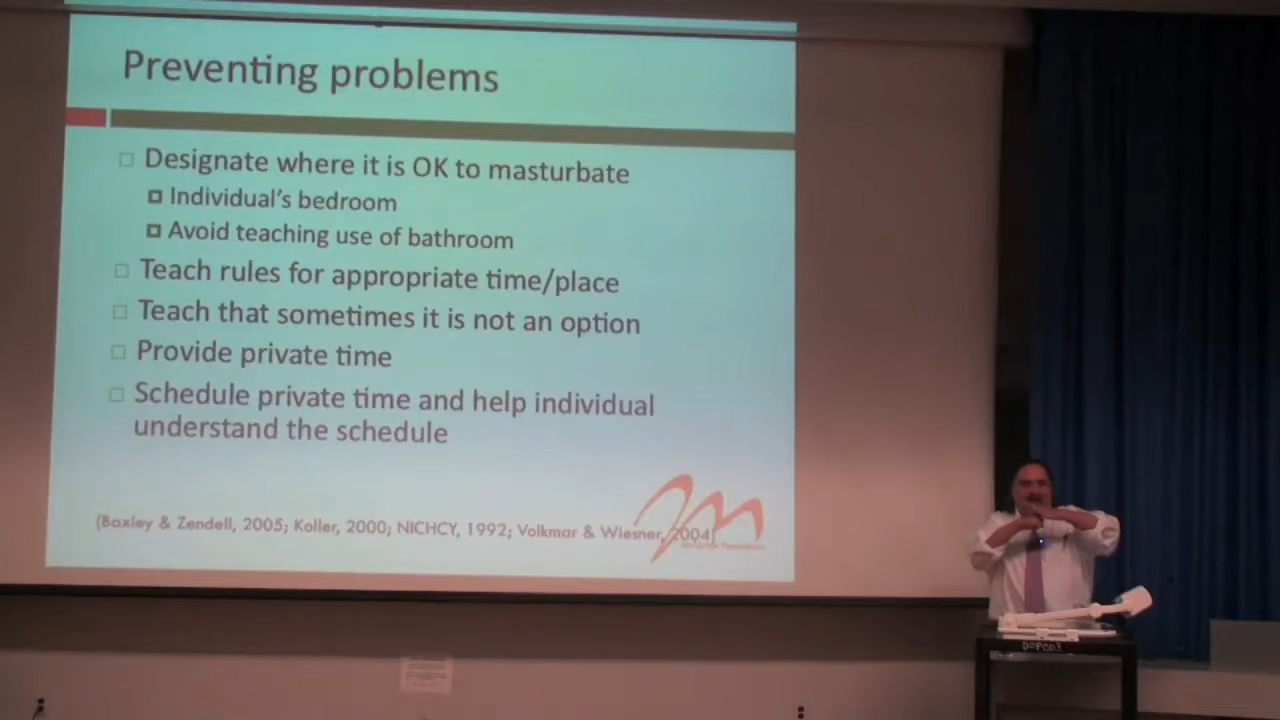 Preventing problems
Designate where it is OK to masturbate
Individual's bedroom
Avoid teaching use of bathroom
Teach rules for appropriate time/place
Teach that sometimes it is not an option
Provide private time
Schedule private time and help individual
understand the schedule
(Baxley & Zendell, 2005; Koller, 2000; NICHCY, 1992; Volkmar & Wiesner, 2004)